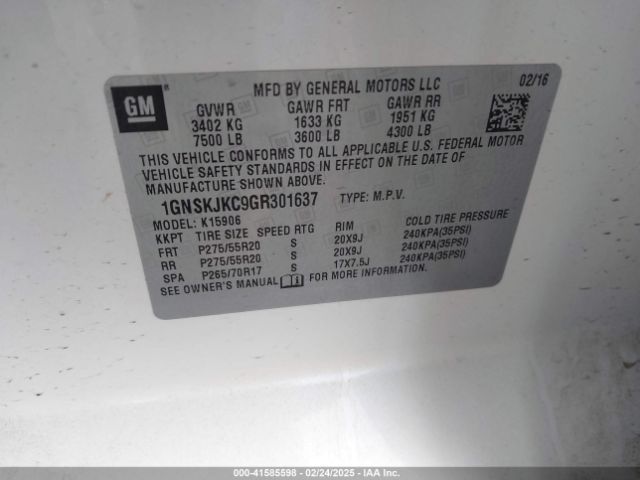 MFD BY GENERAL MOTORS LLC 02/16
GM
GVWR GAWR FRT GAWR RR
3402 KG 1633 KG 1951 KG
7500 LB 3600 LB 4300 LB
THIS VEHICLE CONFORMS TO ALL APPLICABLE U.S. FEDERAL MOTOR
VEHICLE SAFETY STANDARDS IN EFFECT ON THE DATE OF
MANUFACTURE SHOWN ABOVE.
1GNSKJKC9GR301637 TYPE: M.P.V.
MODEL: K15906
KKPT TIRE SIZE SPEED RTG RIM COLD TIRE PRESSURE
FRT P275/55R20 S 20X9J 240KPA(35PSI)
RR P275/55R20 S 20X9J 240KPA(35PSI)
SPA P265/70R17 S 17X7.5J 240KPA(35PSI)
SEE OWNER'S MANUAL FOR MORE INFORMATION.
000-41585598 - 02/24/2025 - IAA Inc.